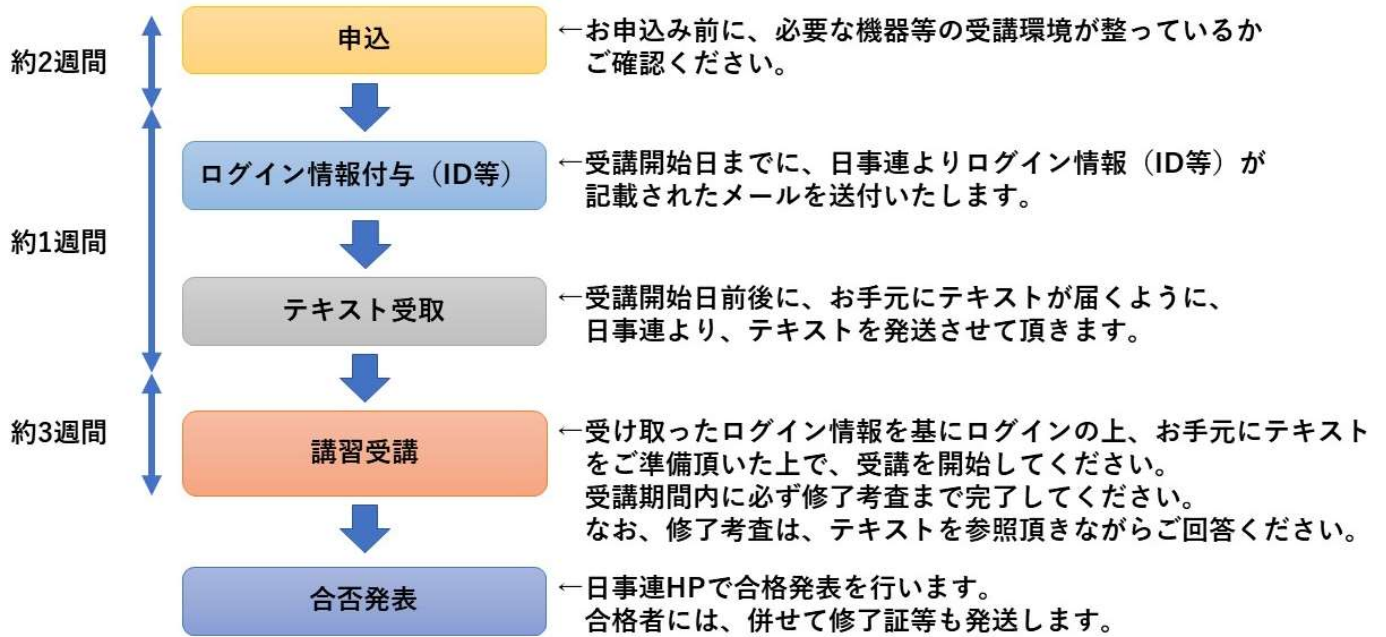 約2週間
申込
←お申込み前に、必要な機器等の受講環境が整っているか
ご確認ください。
約1週間
ログイン情報付与（ID等）
←受講開始日までに、日事連よりログイン情報（ID等）が
記載されたメールを送付いたします。
テキスト受取
←受講開始日前後に、お手元にテキストが届くように、
日事連より、テキストを発送させて頂きます。
約3週間
講習受講
←受け取ったログイン情報を基にログインの上、お手元にテキスト
をご準備頂いた上で、受講を開始してください。
受講期間内に必ず修了考査まで完了してください。
なお、修了考査は、テキストを参照頂きながらご回答ください。
合否発表
←日事連HPで合格発表を行います。
合格者には、併せて修了証等も発送します。